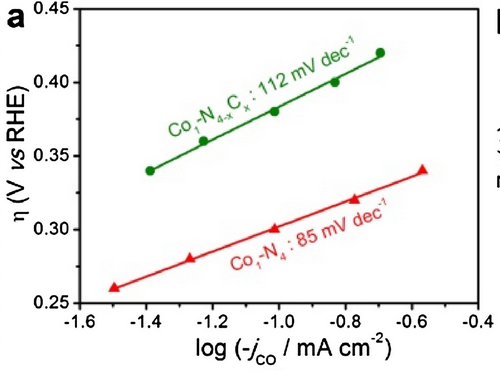 a
0.45
0.40
0.35
0.30
0.25
η (V vs RHE)
Co₁-N₄₋ₓCₓ : 112 mV dec⁻¹
Co₁-N₄ : 85 mV dec⁻¹
-1.6 -1.4 -1.2 -1.0 -0.8 -0.6 -0.4
log (-j_CO / mA cm⁻²)